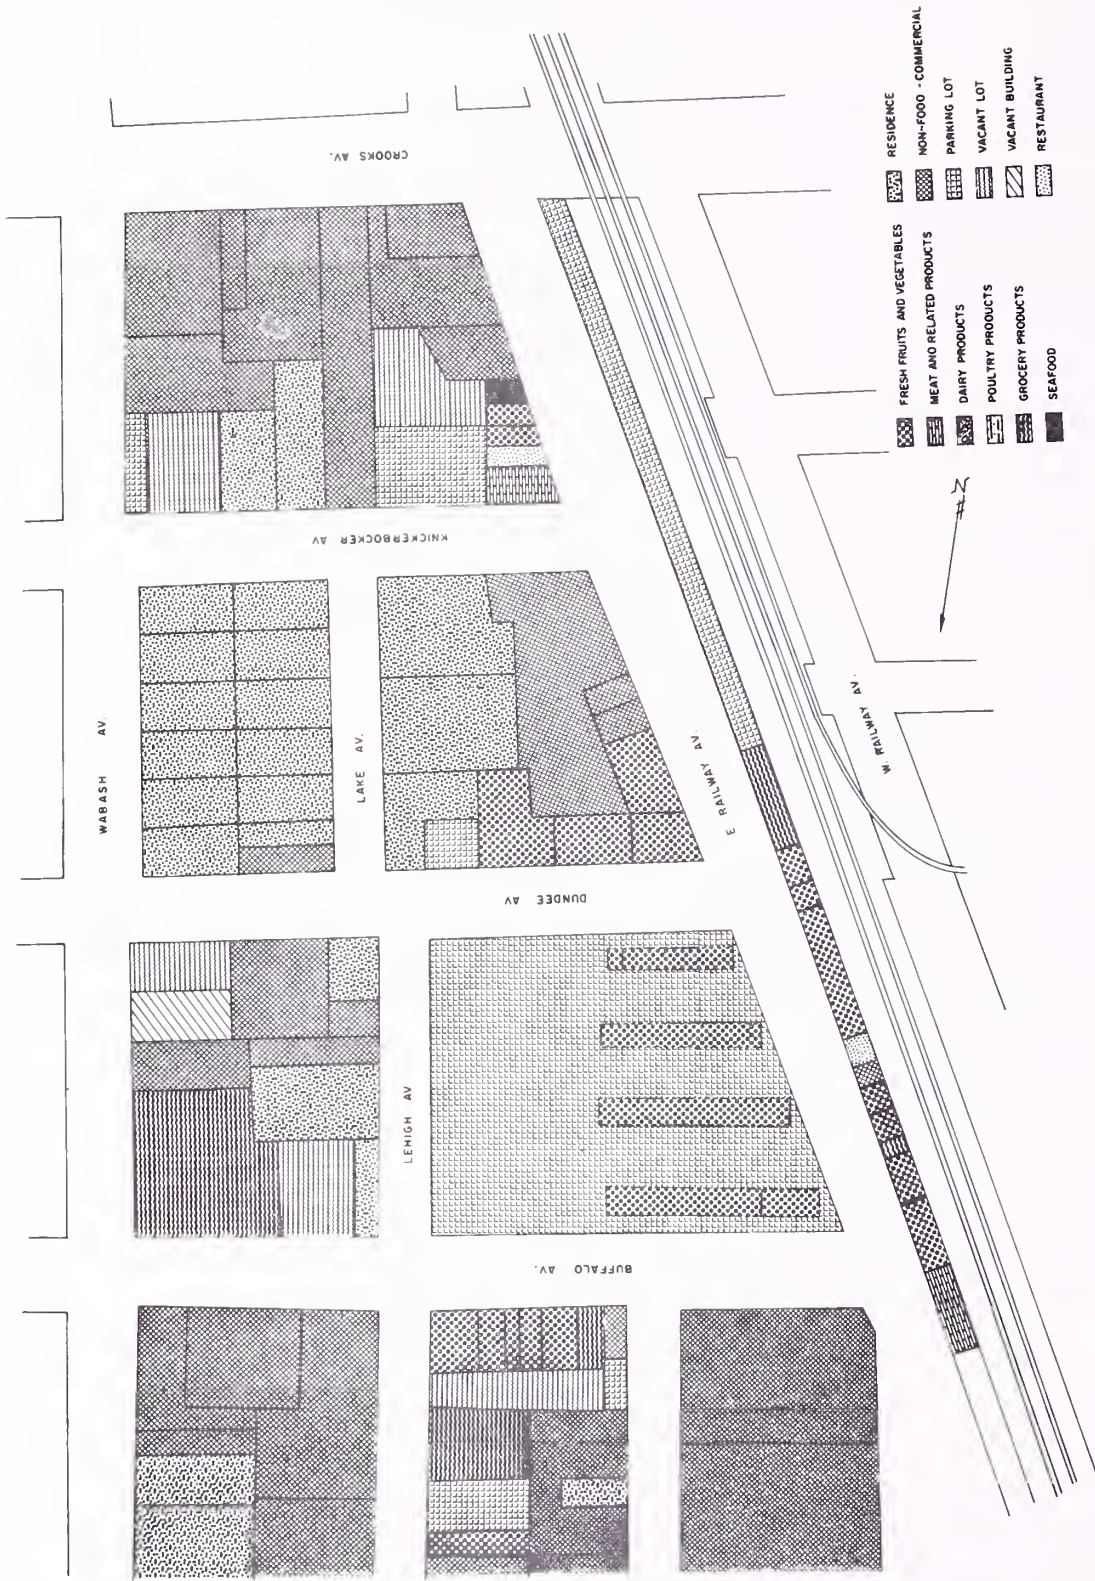 CROOKS AV.
KNICKERBOCKER AV
WABASH AV.
LAKE AV.
E RAILWAY AV.
W. RAILWAY AV.
DUNDEE AV
LEHIGH AV
BUFFALO AV.
N
FRESH FRUITS AND VEGETABLES
MEAT AND RELATED PRODUCTS
DAIRY PRODUCTS
POULTRY PRODUCTS
GROCERY PRODUCTS
SEAFOOD
RESIDENCE
NON-FOOD - COMMERCIAL
PARKING LOT
VACANT LOT
VACANT BUILDING
RESTAURANT